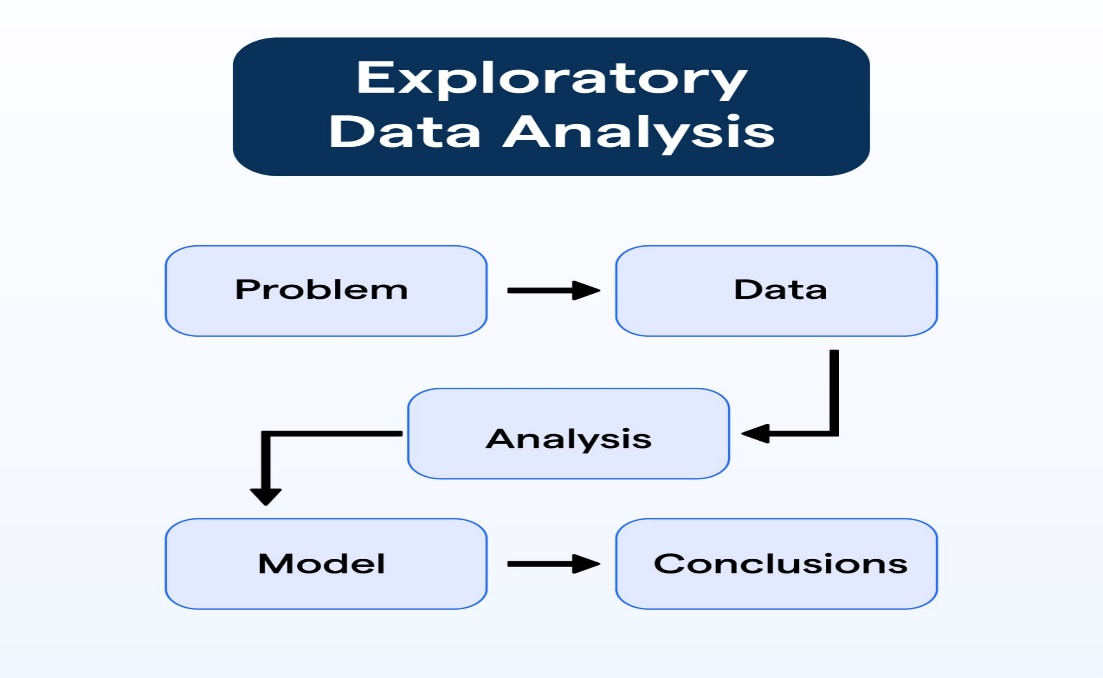 Exploratory
Data Analysis
Problem
Data
Analysis
Model
Conclusions